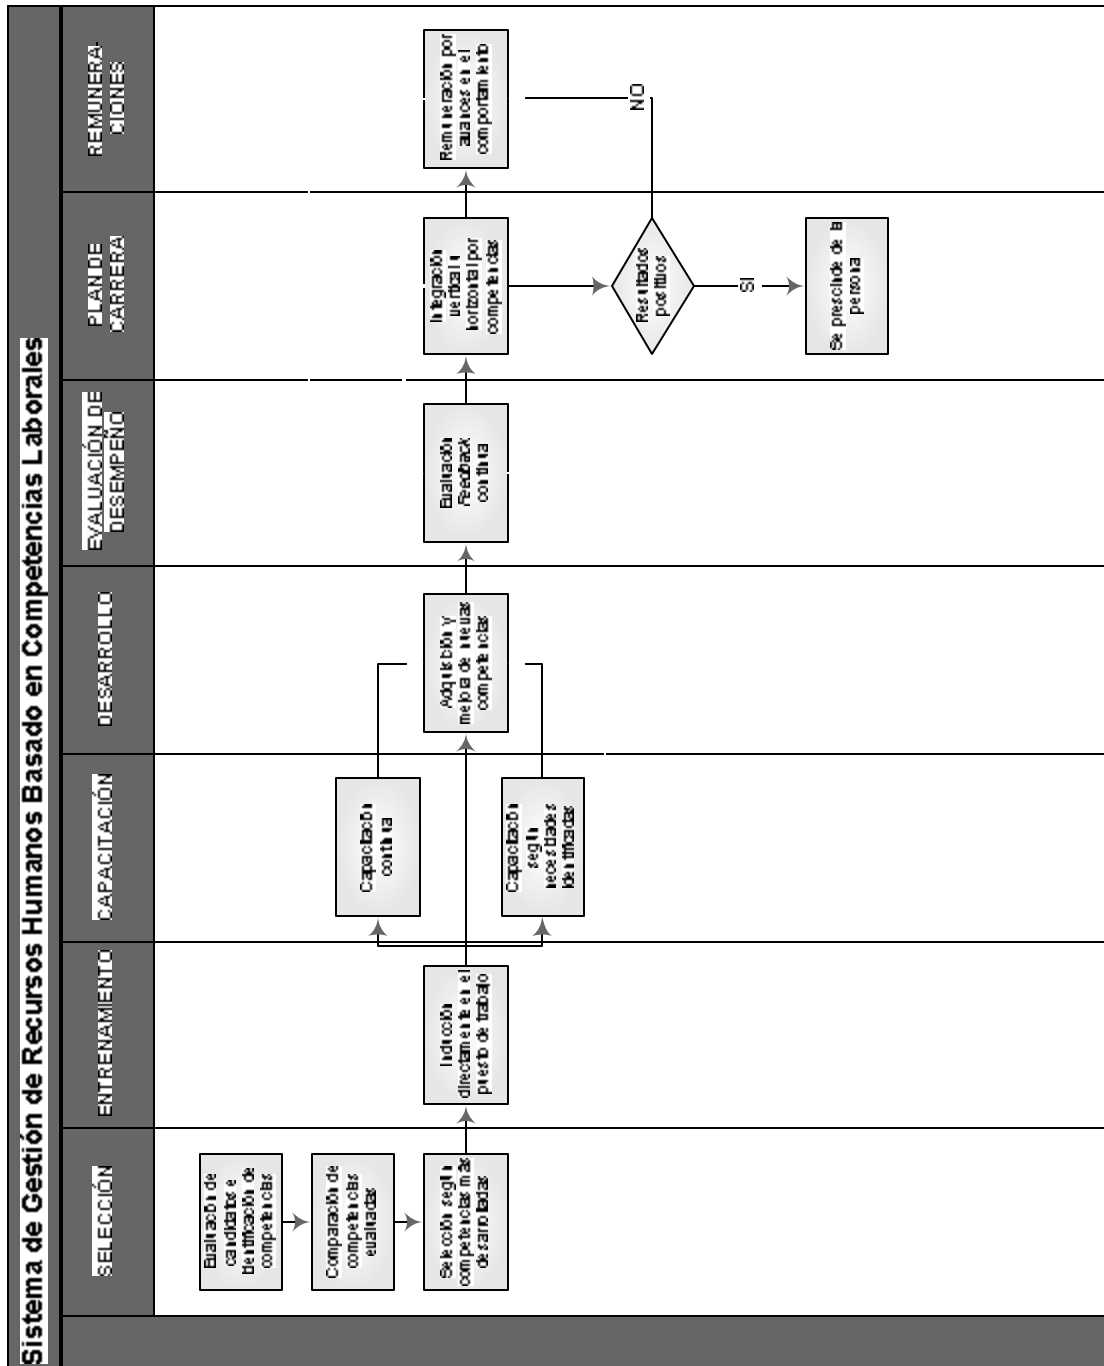 Sistema de Gestión de Recursos Humanos Basado en Competencias Laborales
SELECCIÓN
ENTRENAMIENTO
CAPACITACIÓN
DESARROLLO
EVALUACIÓN DE
DESEMPEÑO
PLAN DE
CARRERA
REMUNERA-
CIONES
Evaluación de
candidatos e
identificación de
competencias
Comparación de
competencias
evaluadas
Selección según
competencias más
desarrolladas
Inducción
directamente en el
puesto de trabajo
Capacitación
continua
Capacitación
según
necesidades
identificadas
Adquisición y
mejora de nuevas
competencias
Evaluación
Feedback
continua
Integración
vertical u
horizontal por
competencias
Remuneración por
avances en el
comportamiento
Resultados
positivos
NO
SI
Se prescinde de la
persona